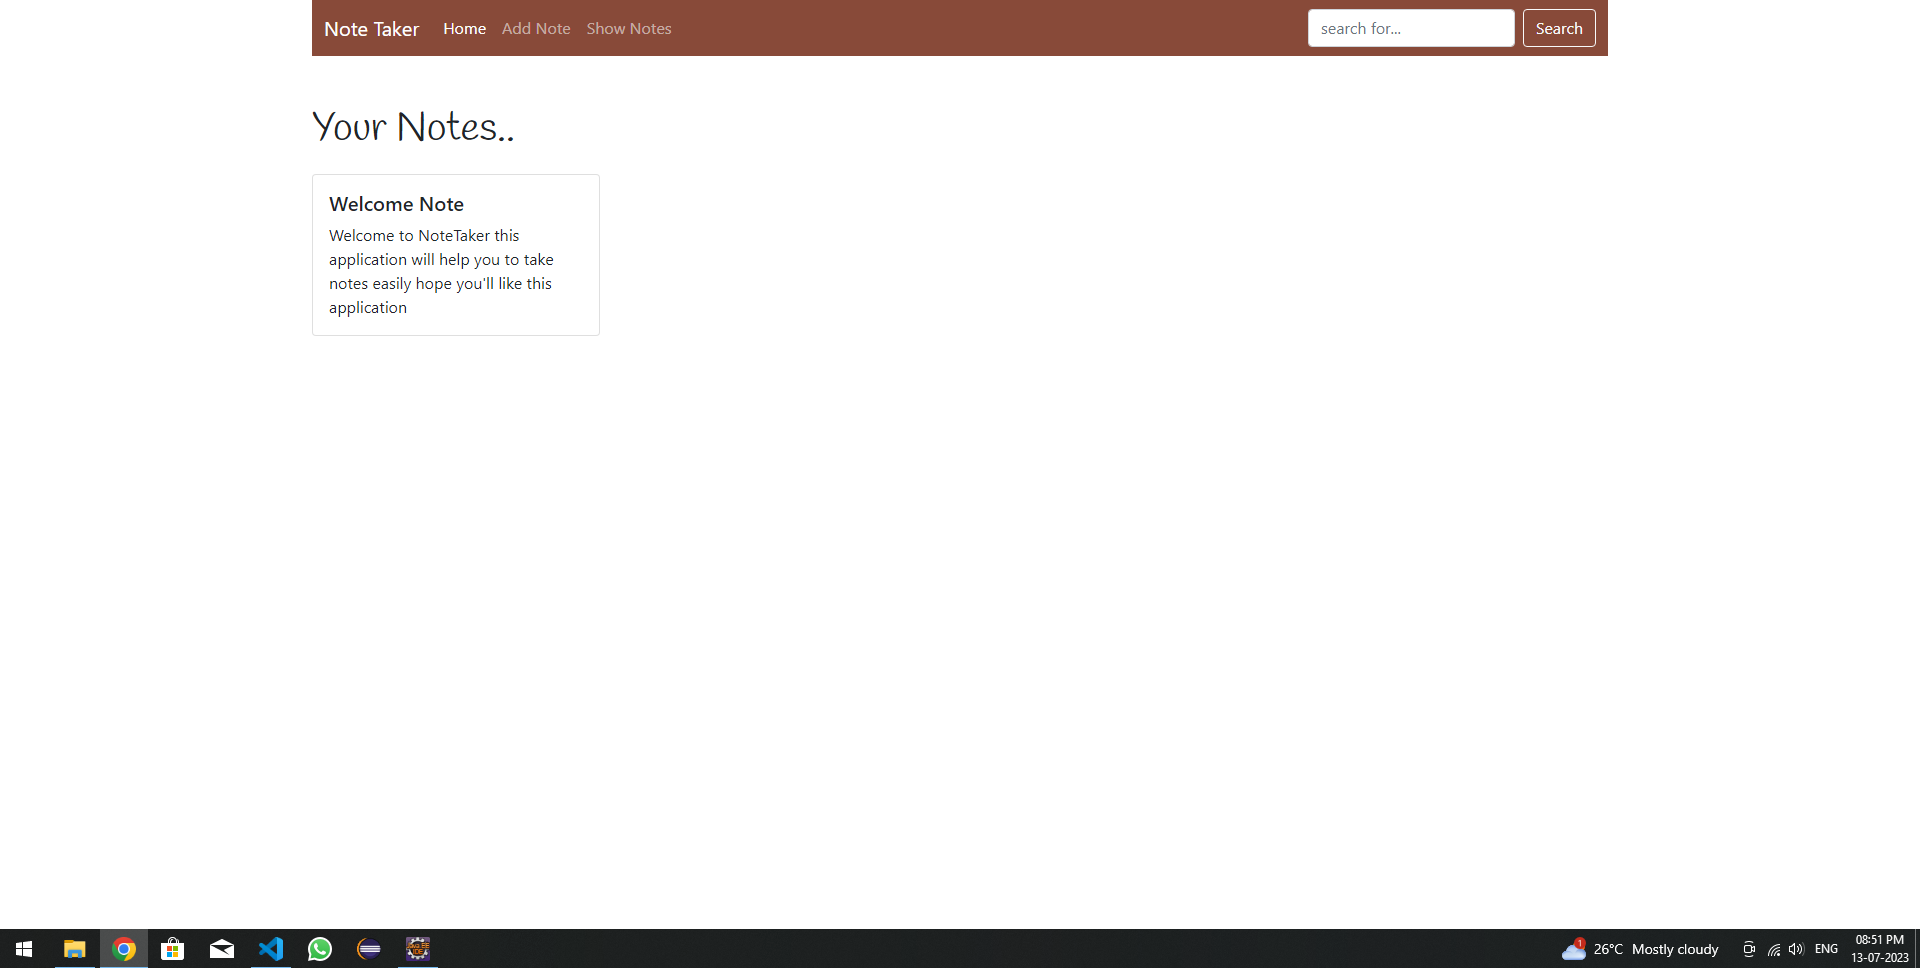 Note Taker Home Add Note Show Notes search for... Search
Your Notes..
Welcome Note
Welcome to NoteTaker this
application will help you to take
notes easily hope you'll like this
application
1
26°C Mostly cloudy ENG 08:51 PM
13-07-2023